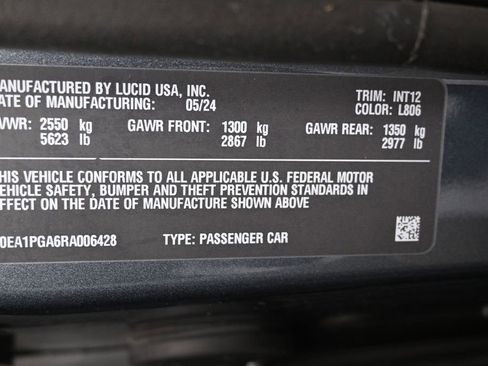 ANUFACTURED BY LUCID USA, INC. TRIM: INT12
ATE OF MANUFACTURING: 05/24 COLOR: L806
VWR: 2550 kg GAWR FRONT: 1300 kg GAWR REAR: 1350 kg
5623 lb 2867 lb 2977 lb
HIS VEHICLE CONFORMS TO ALL APPLICABLE U.S. FEDERAL MOTOR
EHICLE SAFETY, BUMPER AND THEFT PREVENTION STANDARDS IN
FFECT ON THE DATE OF MANUFACTURE SHOWN ABOVE
0EA1PGA6RA006428 TYPE: PASSENGER CAR